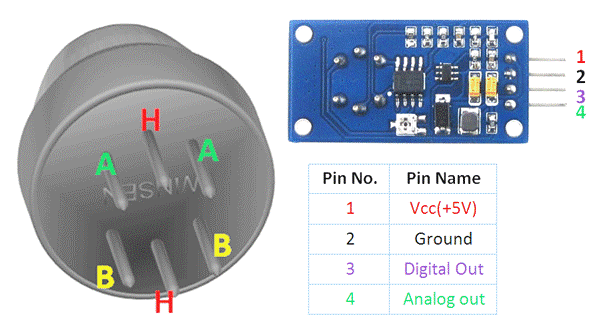 H
A
A
WINSEN
B
B
H
1
2
3
4
Pin No. Pin Name
1 Vcc(+5V)
2 Ground
3 Digital Out
4 Analog out